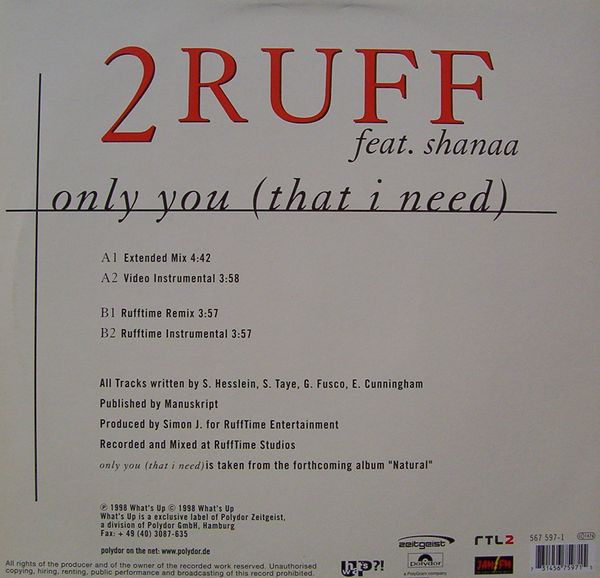 2RUFF
feat. shanaa
only you (that i need)
A1 Extended Mix 4:42
A2 Video Instrumental 3:58
B1 Rufftime Remix 3:57
B2 Rufftime Instrumental 3:57
All Tracks written by S. Hesslein, S. Taye, G. Fusco, E. Cunningham
Published by Manuskript
Produced by Simon J. for RuffTime Entertainment
Recorded and Mixed at RuffTime Studios
only you (that i need) is taken from the forthcoming album "Natural"
℗ 1998 What's Up © 1998 What's Up
What's Up is a exclusive label of Polydor Zeitgeist,
a division of Polydor GmbH, Hamburg
Fax: + 49 (40) 3087-635
polydor on the net: www.polydor.de
All rights of the producer and of the owner of the recorded work reserved. Unauthorised
copying, hiring, renting, public performance and broadcasting of this record prohibited.
zeitgeist
Polydor
a PolyGram company
RTL2
JAM FM
567 597-1